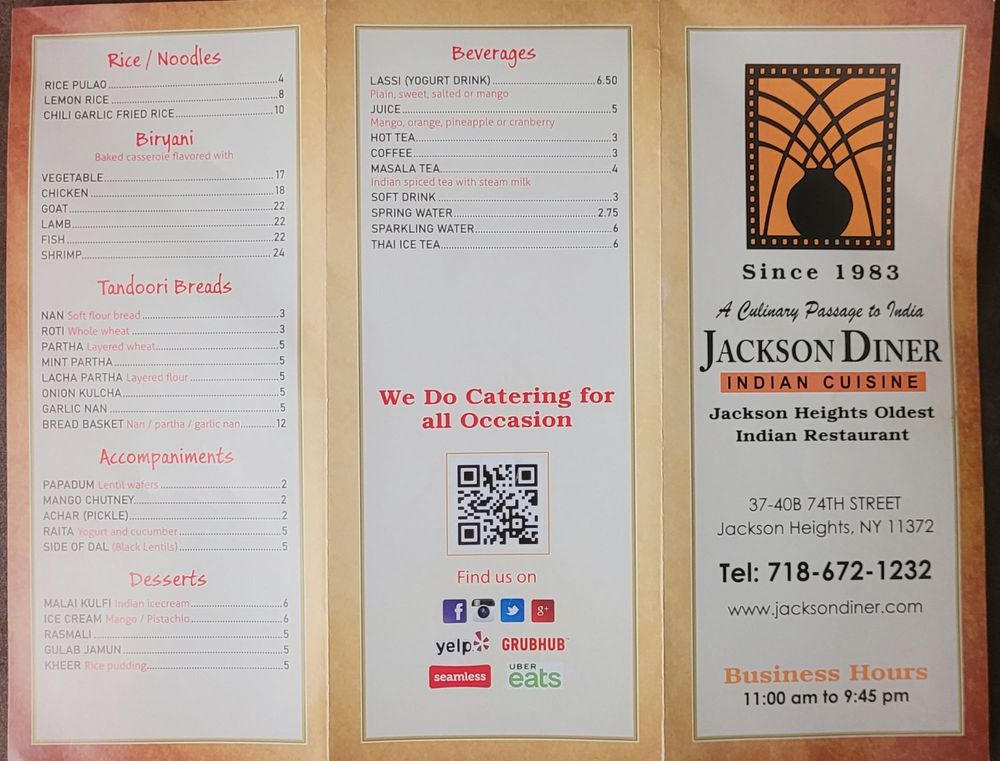 Rice / Noodles
RICE PULAO 4
LEMON RICE 8
CHILI GARLIC FRIED RICE 10
Biryani
Baked casserole flavored with
VEGETABLE 17
CHICKEN 18
GOAT 22
LAMB 22
FISH 22
SHRIMP 24
Tandoori Breads
NAN Soft flour bread 3
ROTI Whole wheat 3
PARTHA Layered wheat 5
MINT PARTHA 5
LACHA PARTHA Layered flour 5
ONION KULCHA 5
GARLIC NAN 5
BREAD BASKET Nan / partha / garlic nan 12
Accompaniments
PAPADUM Lentil wafers 2
MANGO CHUTNEY 2
ACHAR (PICKLE) 2
RAITA Yogurt and cucumber 5
SIDE OF DAL (Black Lentils) 5
Desserts
MALAI KULFI Indian icecream 6
ICE CREAM Mango / Pistachio 6
RASMALI 5
GULAB JAMUN 5
KHEER Rice pudding 5
Beverages
LASSI (YOGURT DRINK) 6.50
Plain, sweet, salted or mango
JUICE 5
Mango, orange, pineapple or cranberry
HOT TEA 3
COFFEE 3
MASALA TEA 4
Indian spiced tea with steam milk
SOFT DRINK 3
SPRING WATER 2.75
SPARKLING WATER 6
THAI ICE TEA 6
We Do Catering for
all Occasion
Find us on
f g+
yelp GRUBHUB
seamless UBER eats
Since 1983
A Culinary Passage to India
JACKSON DINER
INDIAN CUISINE
Jackson Heights Oldest
Indian Restaurant
37-40B 74TH STREET
Jackson Heights, NY 11372
Tel: 718-672-1232
www.jacksondiner.com
Business Hours
11:00 am to 9:45 pm